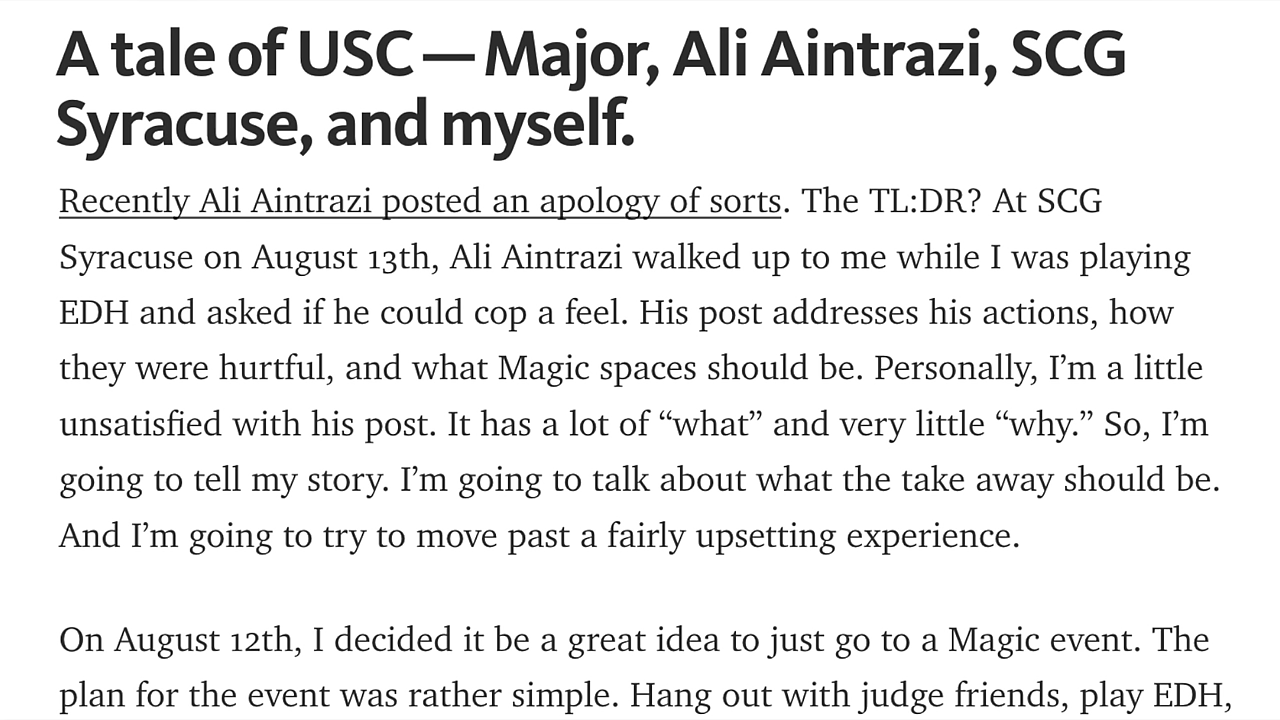 A tale of USC — Major, Ali Aintrazi, SCG
Syracuse, and myself.
Recently Ali Aintrazi posted an apology of sorts. The TL:DR? At SCG
Syracuse on August 13th, Ali Aintrazi walked up to me while I was playing
EDH and asked if he could cop a feel. His post addresses his actions, how
they were hurtful, and what Magic spaces should be. Personally, I’m a little
unsatisfied with his post. It has a lot of “what” and very little “why.” So, I’m
going to tell my story. I’m going to talk about what the take away should be.
And I’m going to try to move past a fairly upsetting experience.
On August 12th, I decided it be a great idea to just go to a Magic event. The
plan for the event was rather simple. Hang out with judge friends, play EDH,